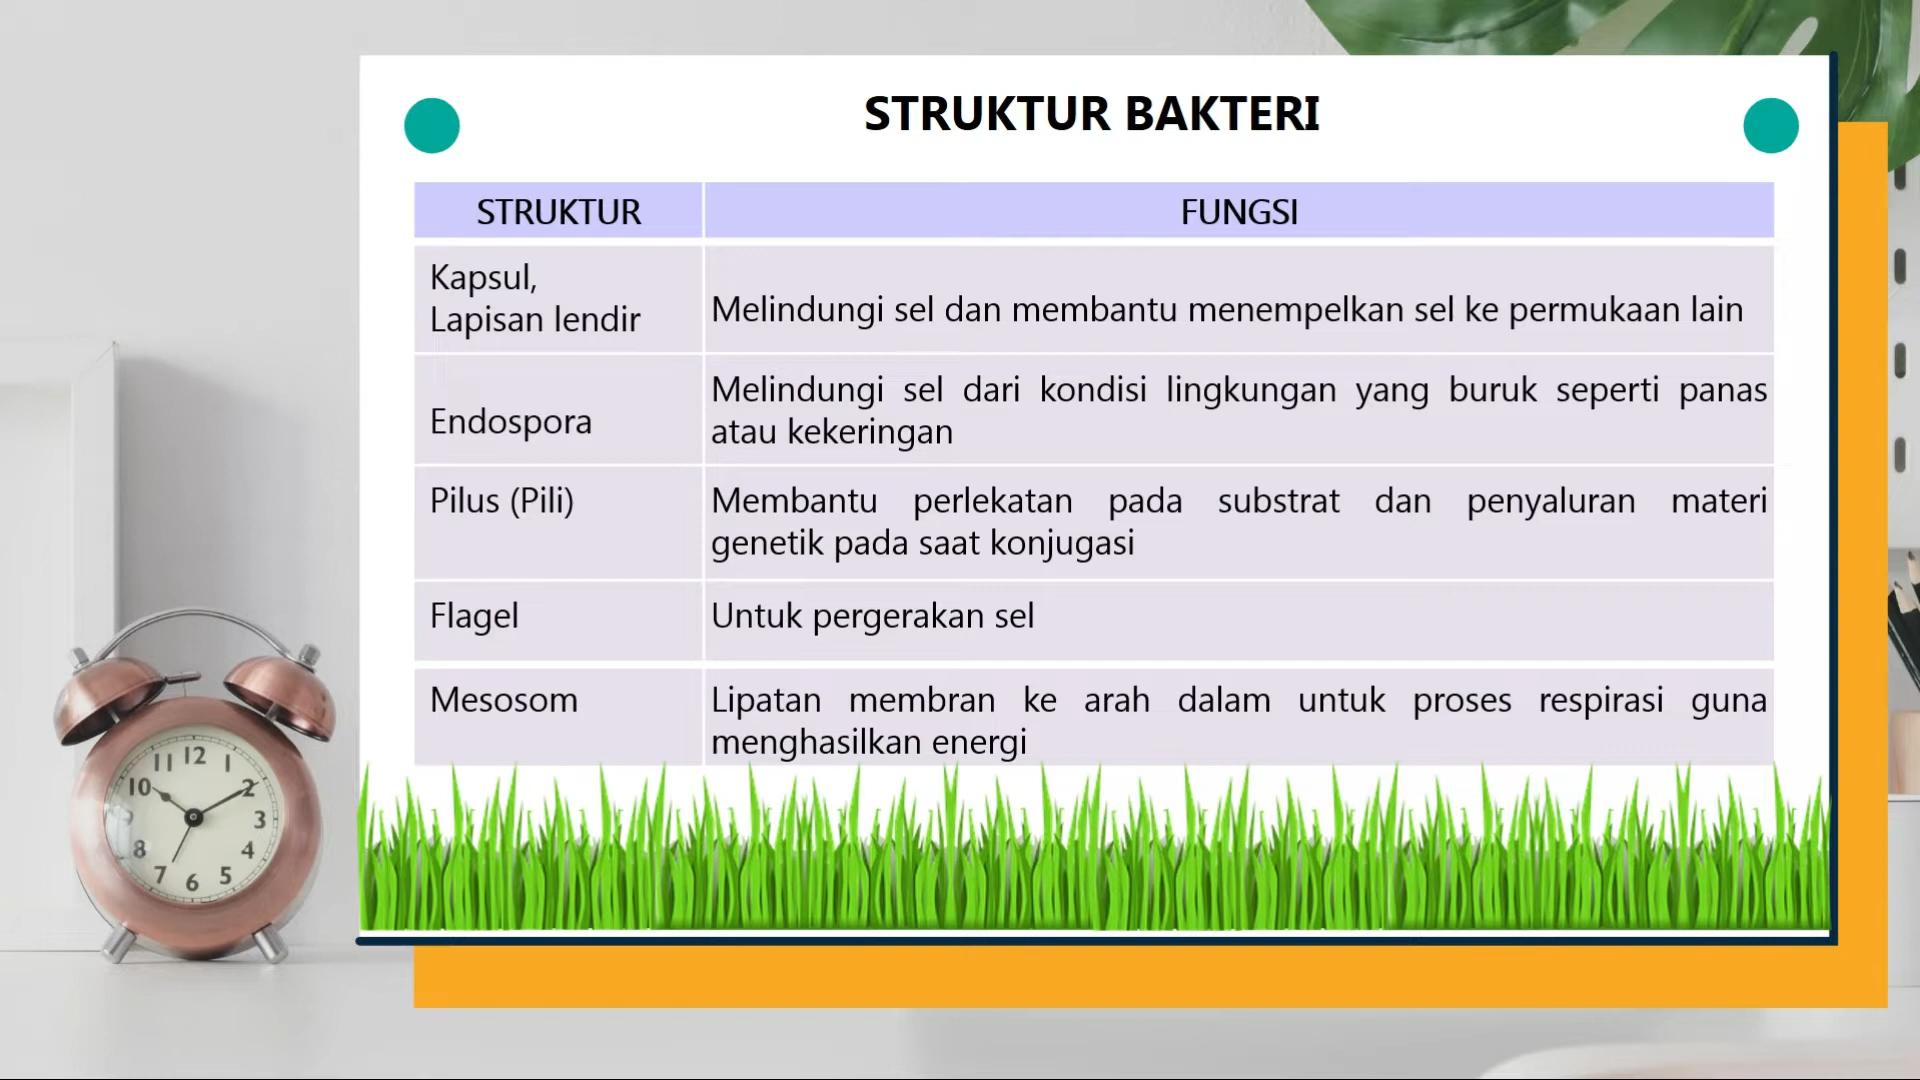 STRUKTUR BAKTERI
STRUKTUR
FUNGSI
Kapsul,
Lapisan lendir
Melindungi sel dan membantu menempelkan sel ke permukaan lain
Endospora
Melindungi sel dari kondisi lingkungan yang buruk seperti panas
atau kekeringan
Pilus (Pili)
Membantu perlekatan pada substrat dan penyaluran materi
genetik pada saat konjugasi
Flagel
Untuk pergerakan sel
Mesosom
Lipatan membran ke arah dalam untuk proses respirasi guna
menghasilkan energi
12
1
2
3
4
5
6
7
8
9
10
11